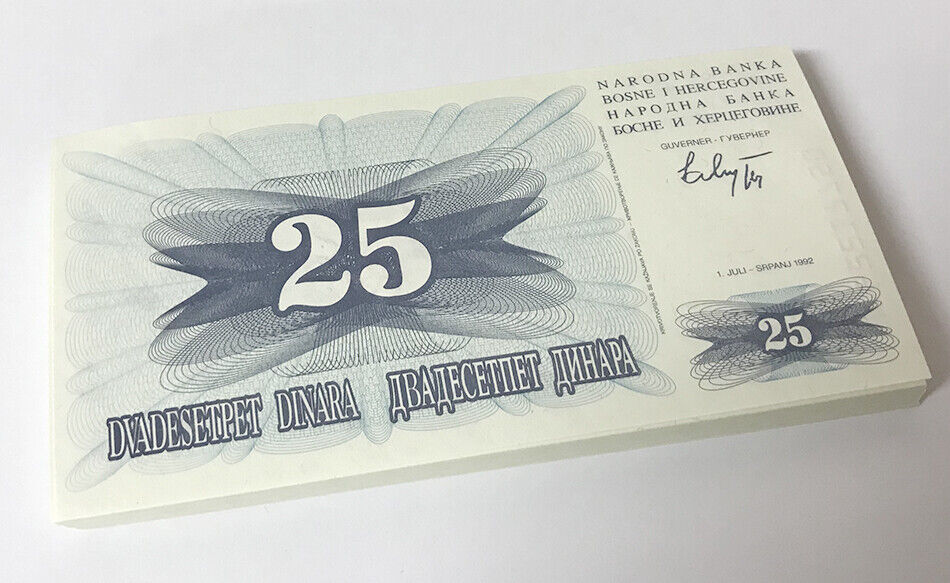 NARODNA BANKA
BOSNE I HERCEGOVINE
НАРОДНА БАНКА
БОСНЕ И ХЕРЦЕГОВИНЕ
GUVERNER - ГУВЕРНЕР
1. JULI - SRPANJ 1992
25
25
DVADESETPET DINARA ДВАДЕСЕТПЕТ ДИНАРА